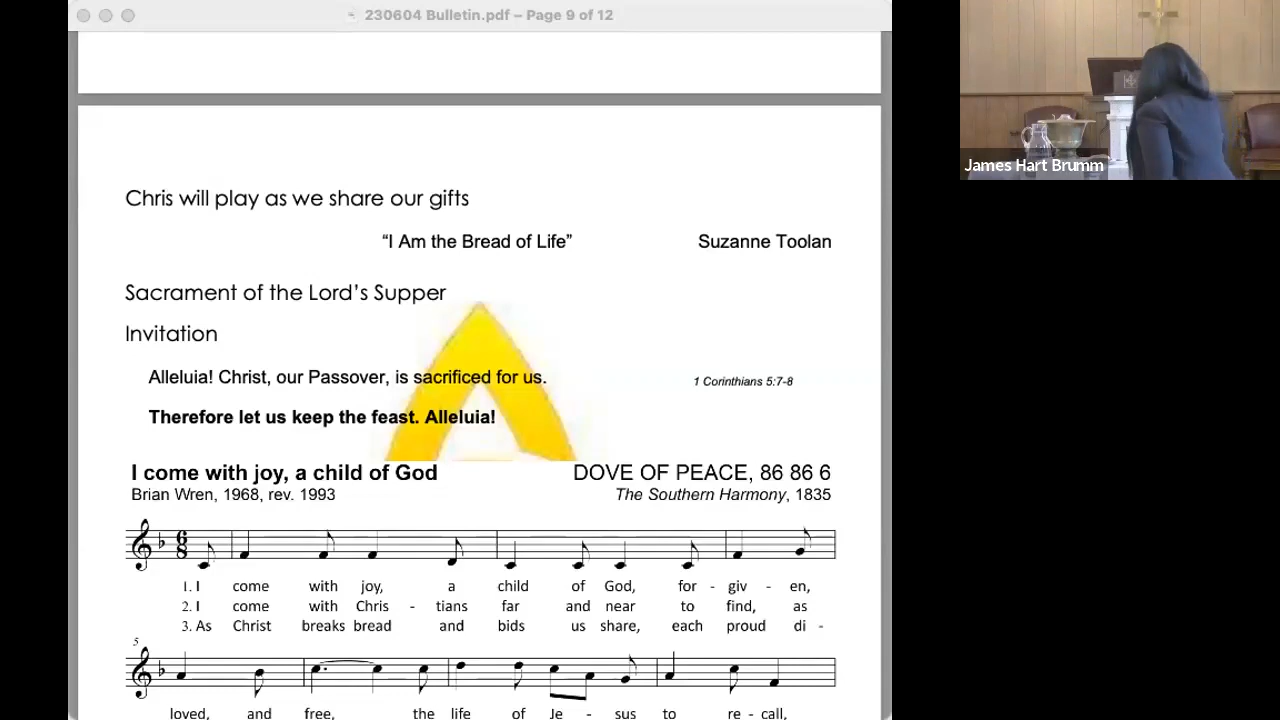 230604 Bulletin.pdf – Page 9 of 12
James Hart Brumm
Chris will play as we share our gifts
“I Am the Bread of Life” Suzanne Toolan
Sacrament of the Lord’s Supper
Invitation
Alleluia! Christ, our Passover, is sacrificed for us. 1 Corinthians 5:7-8
Therefore let us keep the feast. Alleluia!
I come with joy, a child of God DOVE OF PEACE, 86 86 6
Brian Wren, 1968, rev. 1993 The Southern Harmony, 1835
6
8
1. I come with joy, a child of God, for - giv - en,
2. I come with Chris - tians far and near to find, as
3. As Christ breaks bread and bids us share, each proud di -
5
loved, and free, the life of Je - sus to re - call,